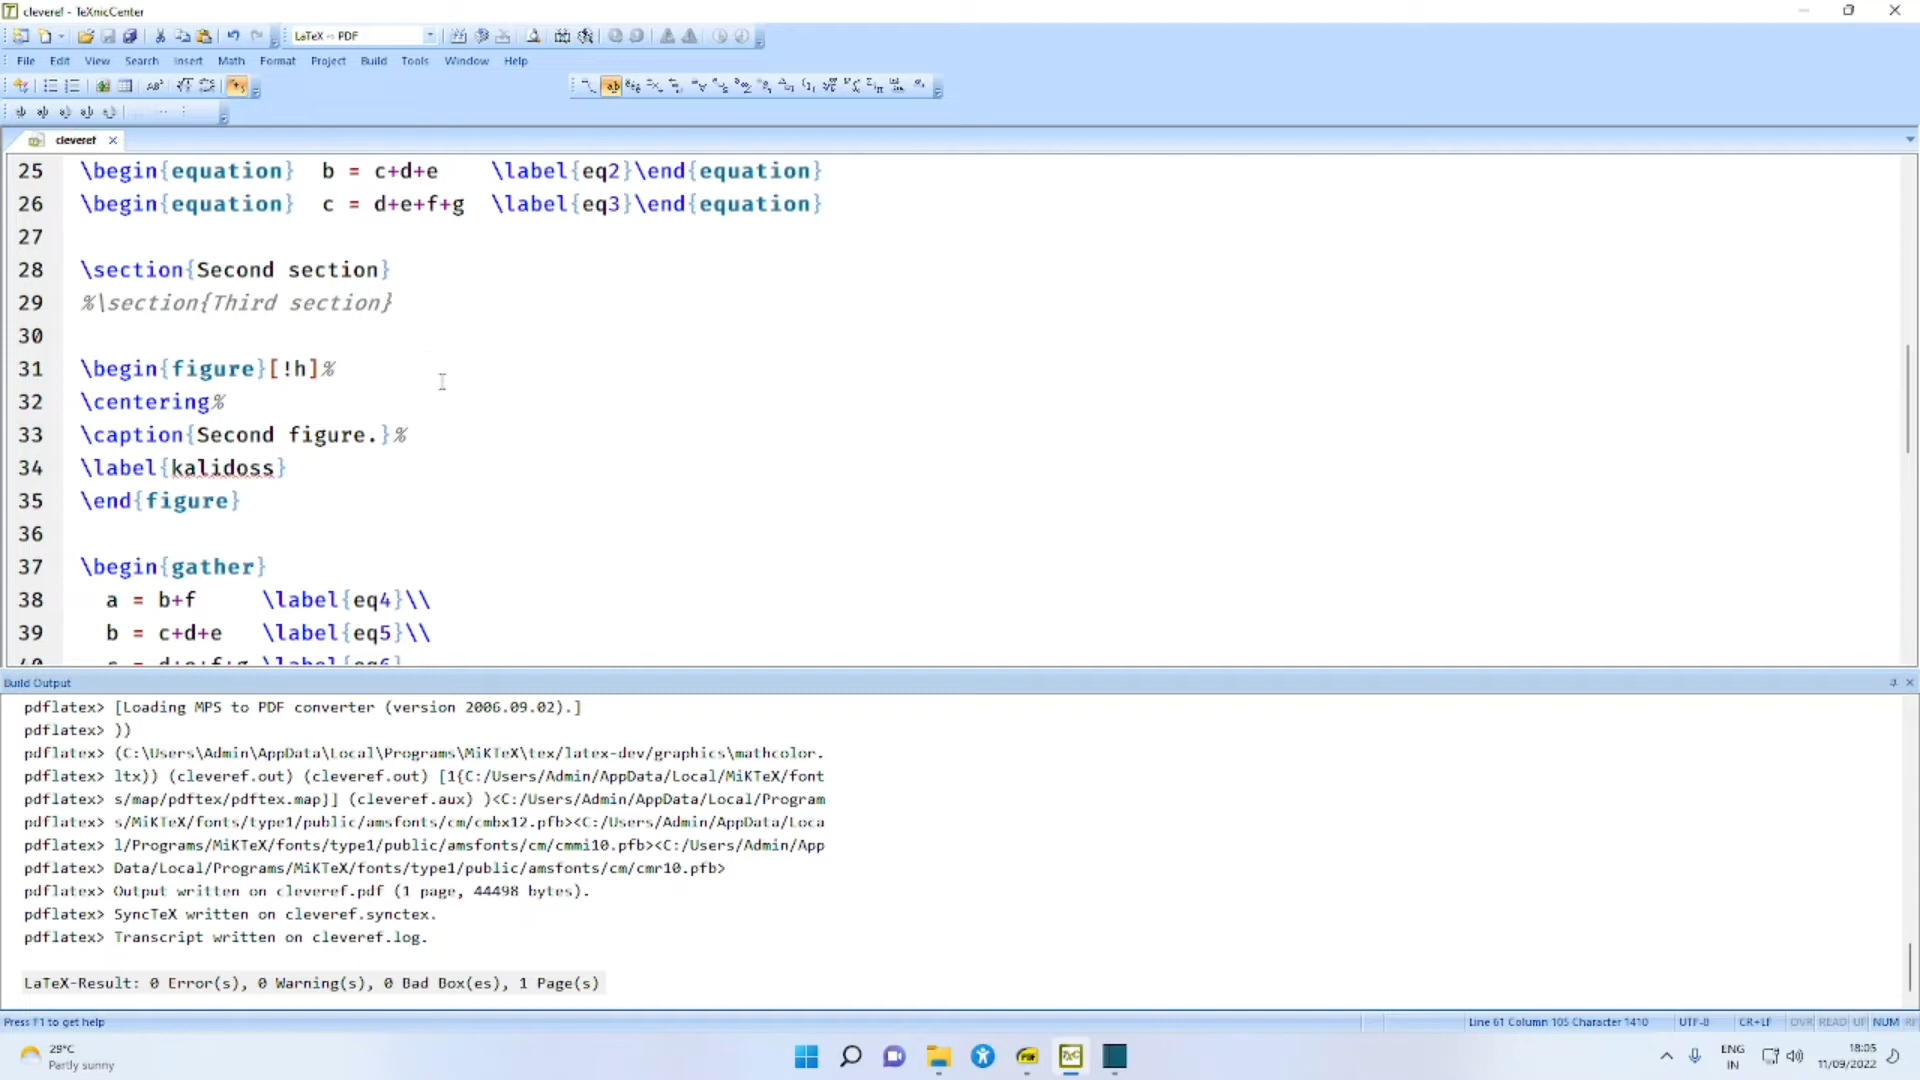 cleveref - TeXnicCenter
LaTeX ⇨ PDF
File Edit View Search Insert Math Format Project Build Tools Window Help
cleveref
25 \begin{equation} b = c+d+e \label{eq2}\end{equation}
26 \begin{equation} c = d+e+f+g \label{eq3}\end{equation}
27
28 \section{Second section}
29 %\section{Third section}
30
31 \begin{figure}[!h]%
32 \centering%
33 \caption{Second figure.}%
34 \label{kalidoss}
35 \end{figure}
36
37 \begin{gather}
38 a = b+f \label{eq4}\\
39 b = c+d+e \label{eq5}\\
40 c = d+e+f+g \label{eq6}
Build Output
pdflatex> [Loading MPS to PDF converter (version 2006.09.02).]
pdflatex> ))
pdflatex> (C:\Users\Admin\AppData\Local\Programs\MiKTeX\tex/latex-dev/graphics\mathcolor.
pdflatex> ltx)) (cleveref.out) (cleveref.out) [1{C:/Users/Admin/AppData/Local/MiKTeX/font
pdflatex> s/map/pdftex/pdftex.map}] (cleveref.aux) )<C:/Users/Admin/AppData/Local/Program
pdflatex> s/MiKTeX/fonts/type1/public/amsfonts/cm/cmbx12.pfb><C:/Users/Admin/AppData/Loca
pdflatex> l/Programs/MiKTeX/fonts/type1/public/amsfonts/cm/cmmi10.pfb><C:/Users/Admin/App
pdflatex> Data/Local/Programs/MiKTeX/fonts/type1/public/amsfonts/cm/cmr10.pfb>
pdflatex> Output written on cleveref.pdf (1 page, 44498 bytes).
pdflatex> SyncTeX written on cleveref.synctex.
pdflatex> Transcript written on cleveref.log.
LaTeX-Result: 0 Error(s), 0 Warning(s), 0 Bad Box(es), 1 Page(s)
Press F1 to get help
Line 61 Column 105 Character 1410 UTF-8 CR+LF OVR READ NUM
29°C
Partly sunny
ENG
IN
18:05
11/09/2022